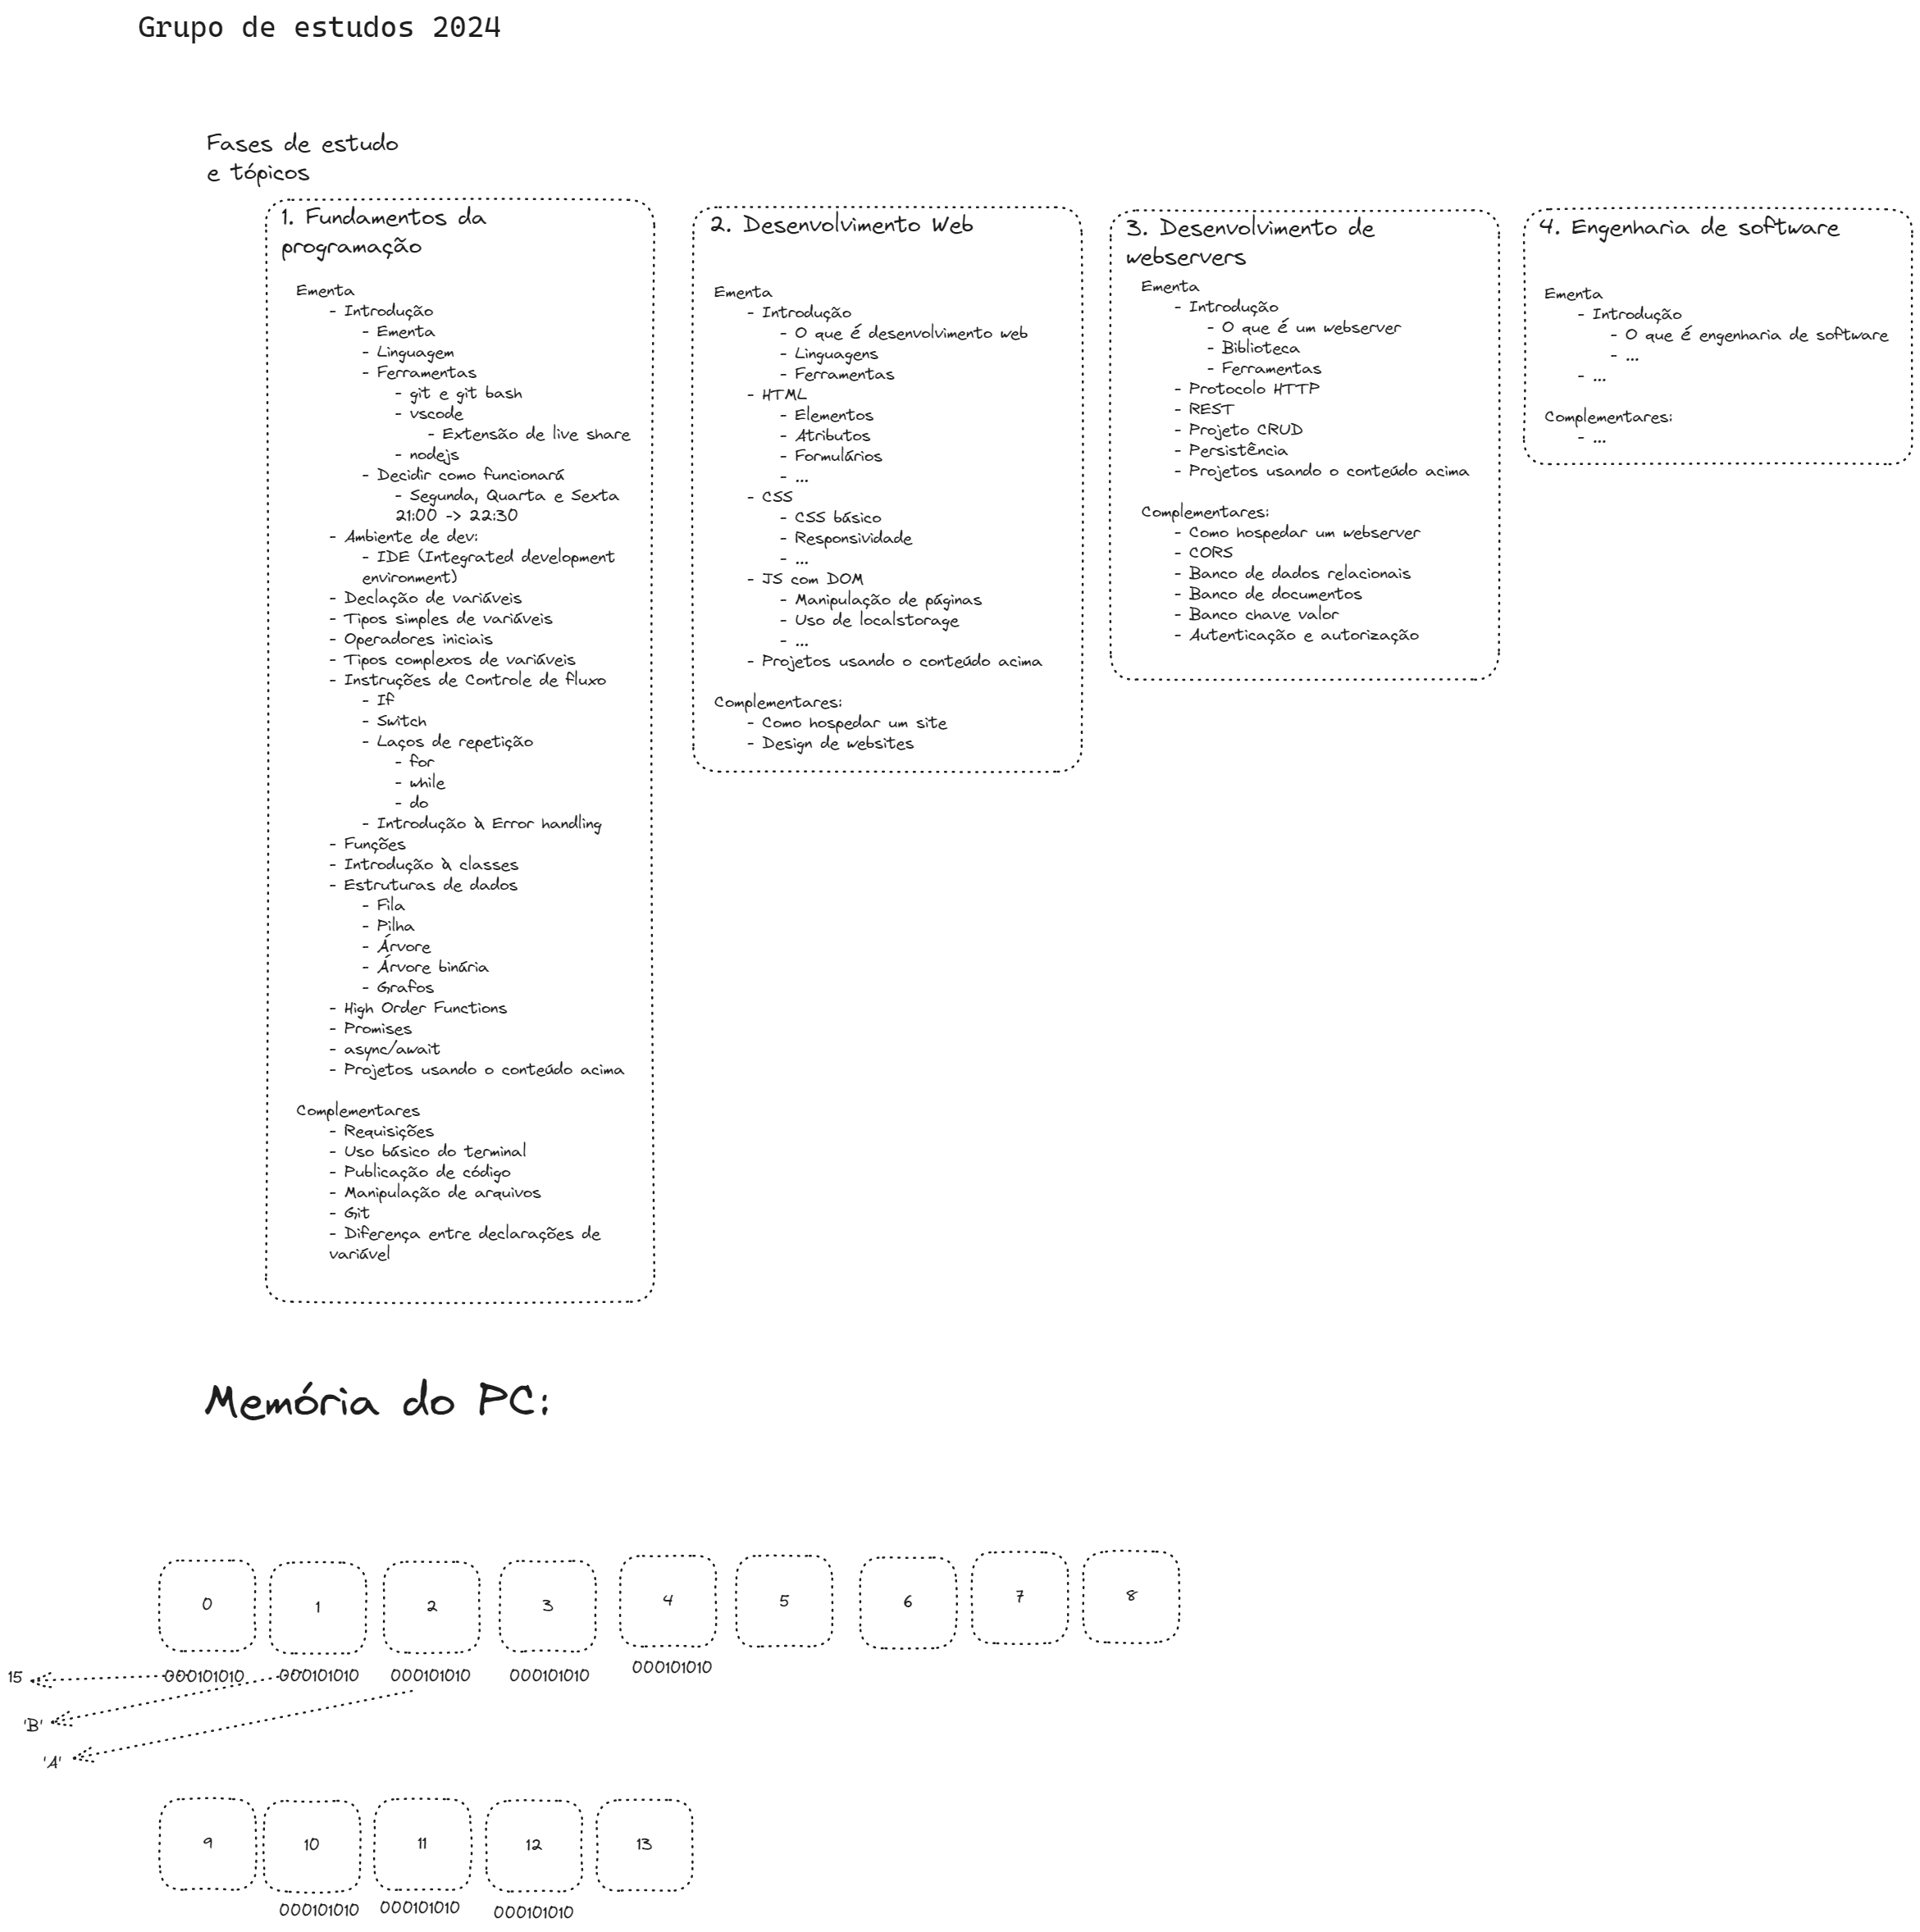 Grupo de estudos 2024
Fases de estudo
e tópicos
1. Fundamentos da
programação
Ementa
- Introdução
- Ementa
- Linguagem
- Ferramentas
- git e git bash
- vscode
- Extensão de live share
- nodejs
- Decidir como funcionará
- Segunda, Quarta e Sexta
21:00 -> 22:30
- Ambiente de dev:
- IDE (Integrated development
environment)
- Declação de variáveis
- Tipos simples de variáveis
- Operadores iniciais
- Tipos complexos de variáveis
- Instruções de Controle de fluxo
- If
- Switch
- Laços de repetição
- for
- while
- do
- Introdução à Error handling
- Funções
- Introdução à classes
- Estruturas de dados
- Fila
- Pilha
- Árvore
- Árvore binária
- Grafos
- High Order Functions
- Promises
- async/await
- Projetos usando o conteúdo acima
Complementares
- Requisições
- Uso básico do terminal
- Publicação de código
- Manipulação de arquivos
- Git
- Diferença entre declarações de
variável
2. Desenvolvimento Web
Ementa
- Introdução
- O que é desenvolvimento web
- Linguagens
- Ferramentas
- HTML
- Elementos
- Atributos
- Formulários
- ...
- CSS
- CSS básico
- Responsividade
- ...
- JS com DOM
- Manipulação de páginas
- Uso de localstorage
- ...
- Projetos usando o conteúdo acima
Complementares:
- Como hospedar um site
- Design de websites
3. Desenvolvimento de
webservers
Ementa
- Introdução
- O que é um webserver
- Biblioteca
- Ferramentas
- Protocolo HTTP
- REST
- Projeto CRUD
- Persistência
- Projetos usando o conteúdo acima
Complementares:
- Como hospedar um webserver
- CORS
- Banco de dados relacionais
- Banco de documentos
- Banco chave valor
- Autenticação e autorização
4. Engenharia de software
Ementa
- Introdução
- O que é engenharia de software
- ...
- ...
Complementares:
- ...
Memória do PC:
0 1 2 3 4 5 6 7 8
15 000101010 000101010 000101010 000101010 000101010
'B'
'A'
9 10 11 12 13
000101010 000101010 000101010